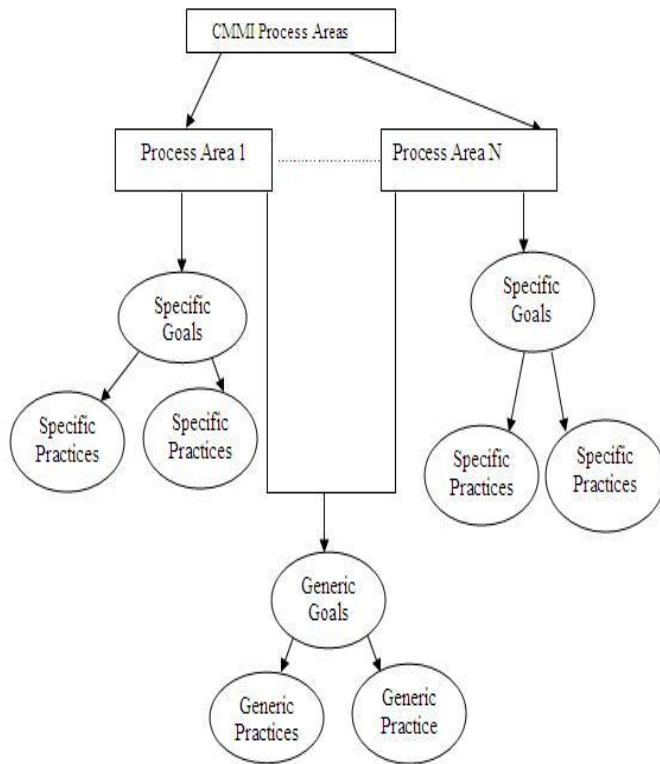 CMMI Process Areas
Process Area 1
Process Area N
Specific
Goals
Specific
Goals
Specific
Practices
Specific
Practices
Specific
Practices
Specific
Practices
Generic
Goals
Generic
Practices
Generic
Practice